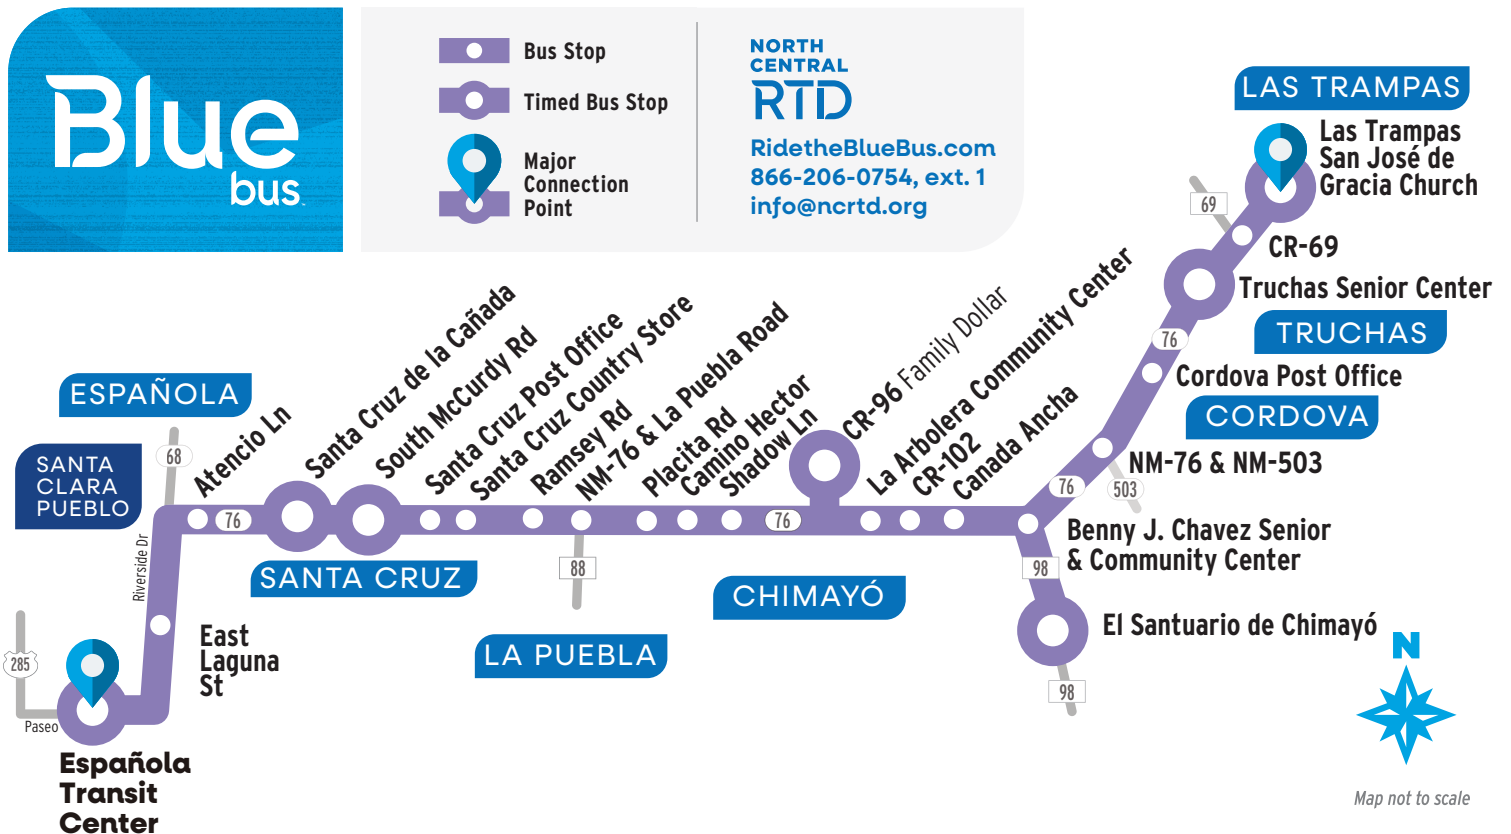 Blue
bus
Bus Stop
Timed Bus Stop
Major
Connection
Point
NORTH
CENTRAL
RTD
RidetheBlueBus.com
866-206-0754, ext. 1
info@ncrtd.org
LAS TRAMPAS
Las Trampas
San José de
Gracia Church
69
CR-69
Truchas Senior Center
TRUCHAS
76
Cordova Post Office
CORDOVA
NM-76 & NM-503
76
503
ESPAÑOLA
SANTA
CLARA
PUEBLO
68
Atencio Ln
76
Santa Cruz de la Cañada
South McCurdy Rd
Santa Cruz Post Office
Santa Cruz Country Store
Ramsey Rd
NM-76 & La Puebla Road
Placita Rd
Camino Hector
Shadow Ln
76
CR-96 Family Dollar
La Arbolera Community Center
CR-102
Canada Ancha
Benny J. Chavez Senior
& Community Center
98
El Santuario de Chimayó
98
Riverside Dr
SANTA CRUZ
88
LA PUEBLA
CHIMAYÓ
East
Laguna
St
285
Paseo
Española
Transit
Center
N
Map not to scale